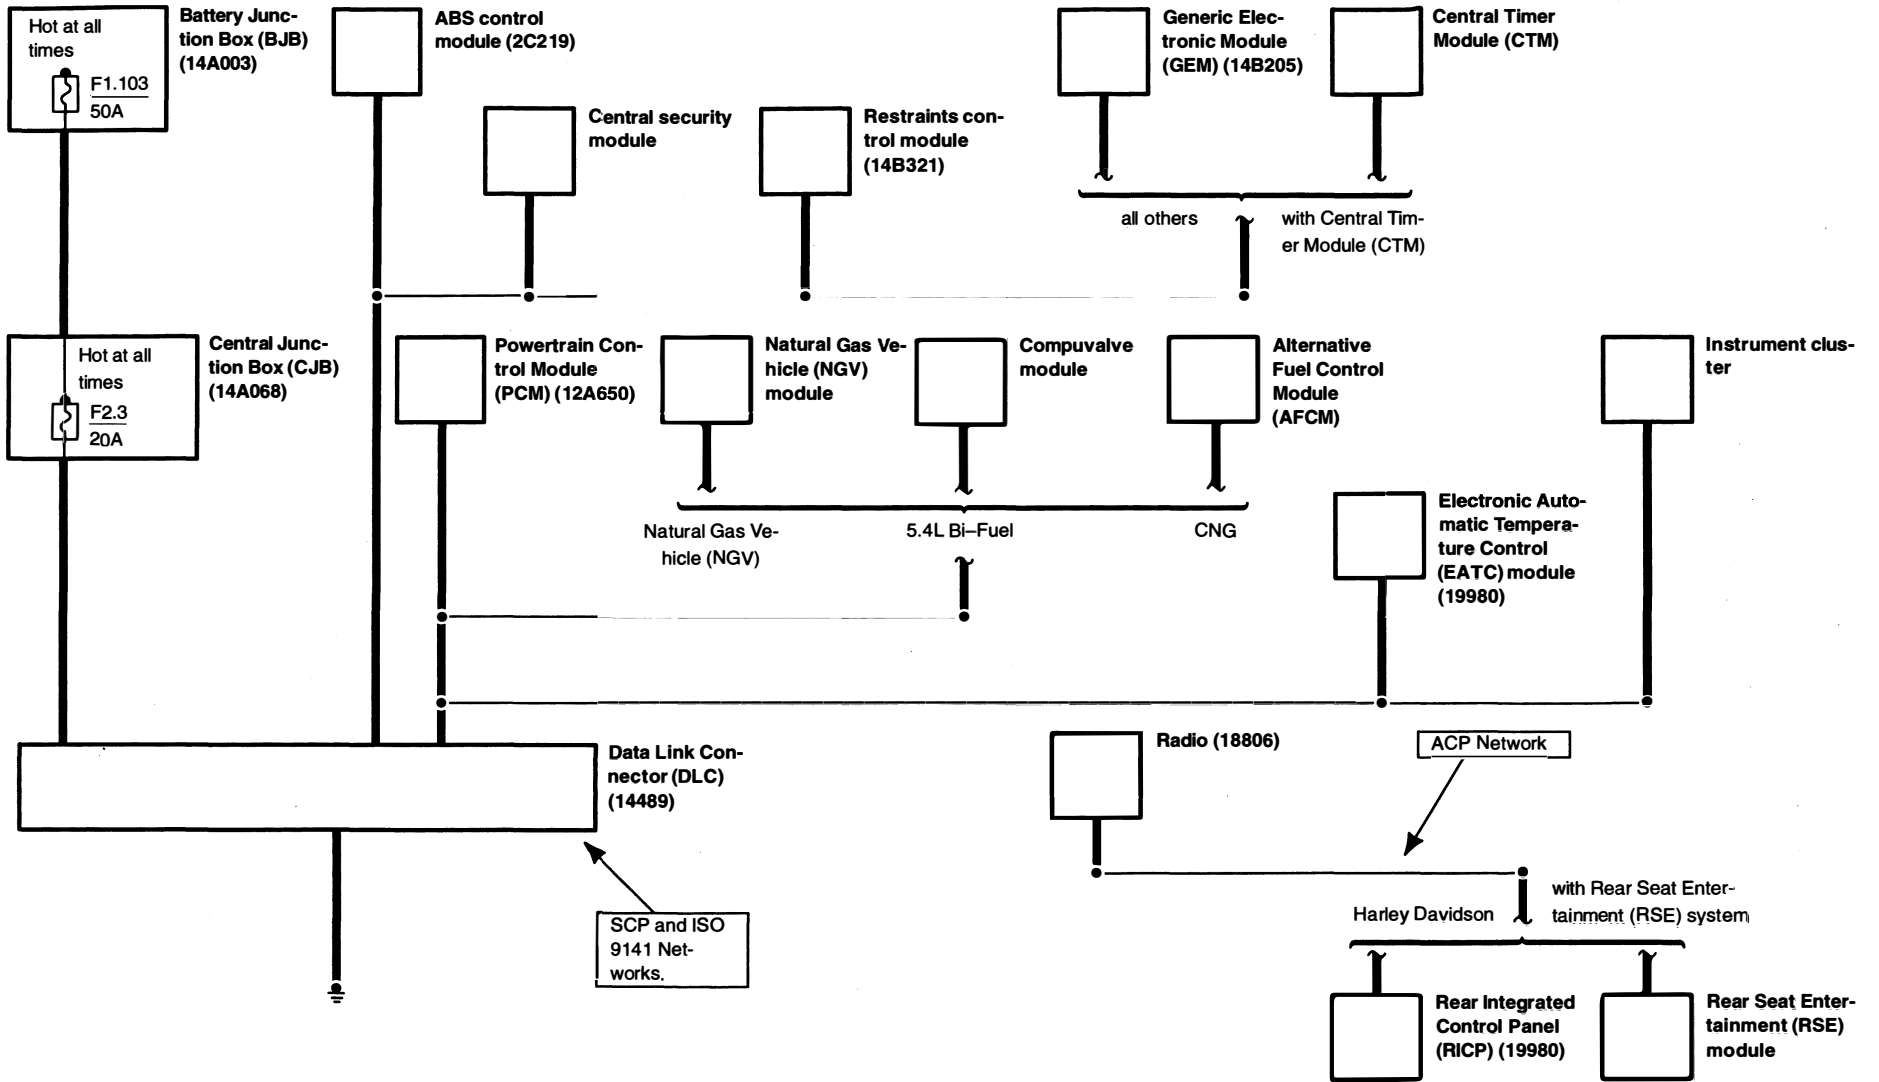 Hot at all
times
F1.103
50A
Battery Junc-
tion Box (BJB)
(14A003)
ABS control
module (2C219)
Central security
module
Restraints con-
trol module
(14B321)
Generic Elec-
tronic Module
(GEM) (14B205)
Central Timer
Module (CTM)
all others
with Central Tim-
er Module (CTM)
Hot at all
times
F2.3
20A
Central Junc-
tion Box (CJB)
(14A068)
Powertrain Con-
trol Module
(PCM) (12A650)
Natural Gas Ve-
hicle (NGV)
module
Compuvalve
module
Alternative
Fuel Control
Module
(AFCM)
Instrument clus-
ter
Natural Gas Ve-
hicle (NGV)
5.4L Bi–Fuel
CNG
Electronic Auto-
matic Tempera-
ture Control
(EATC) module
(19980)
Data Link Con-
nector (DLC)
(14489)
SCP and ISO
9141 Net-
works.
Radio (18806)
ACP Network
Harley Davidson
with Rear Seat Enter-
tainment (RSE) system
Rear Integrated
Control Panel
(RICP) (19980)
Rear Seat Enter-
tainment (RSE)
module